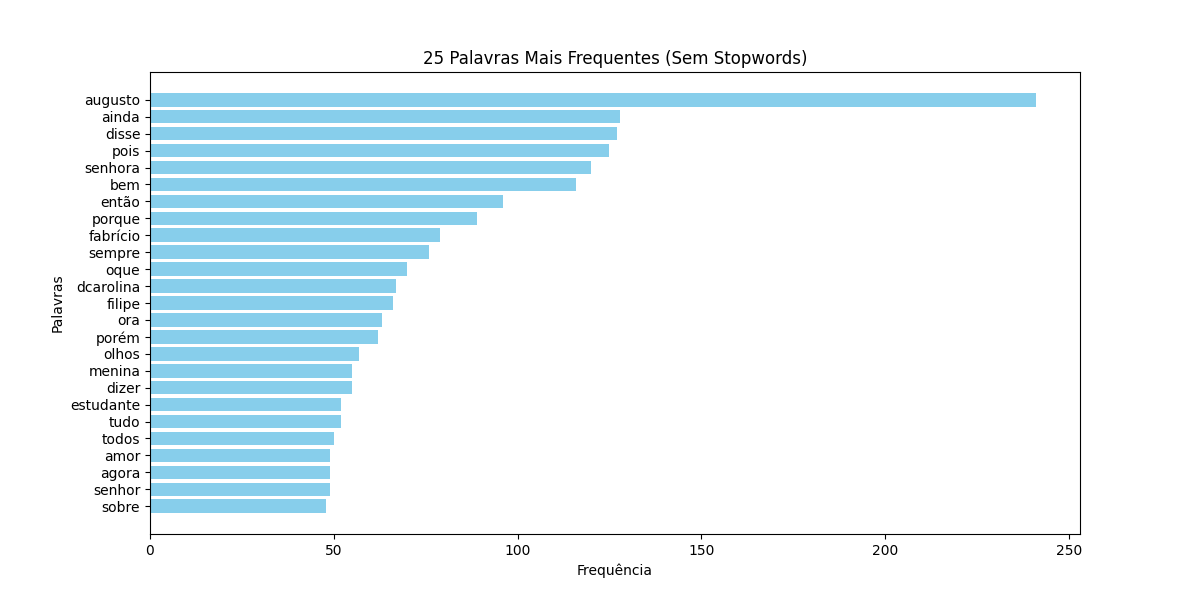 25 Palavras Mais Frequentes (Sem Stopwords)
Palavras
augusto
ainda
disse
pois
senhora
bem
então
porque
fabrício
sempre
oque
dcarolina
filipe
ora
porém
olhos
menina
dizer
estudante
tudo
todos
amor
agora
senhor
sobre
0 50 100 150 200 250
Frequência